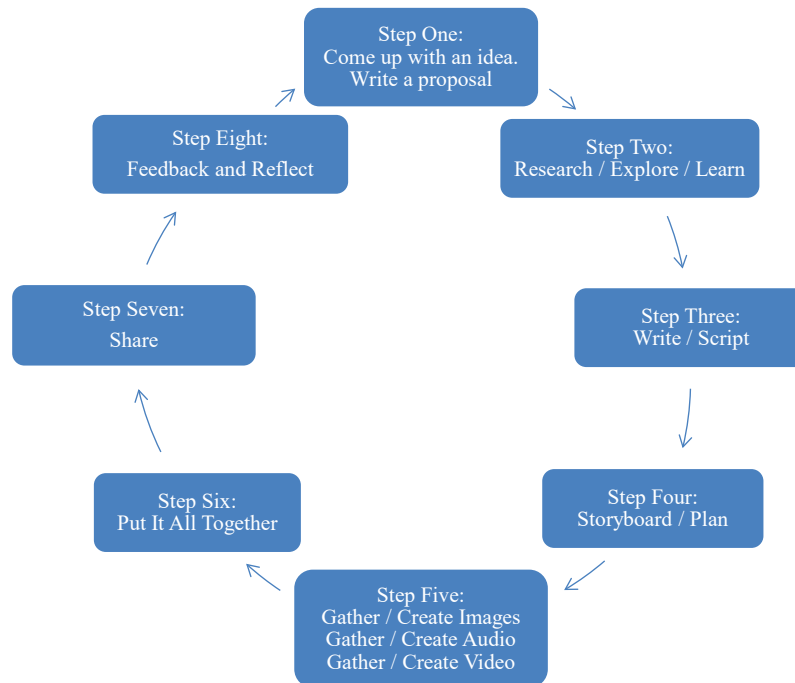 Step One:
Come up with an idea.
Write a proposal
Step Two:
Research / Explore / Learn
Step Three:
Write / Script
Step Four:
Storyboard / Plan
Step Five:
Gather / Create Images
Gather / Create Audio
Gather / Create Video
Step Six:
Put It All Together
Step Seven:
Share
Step Eight:
Feedback and Reflect